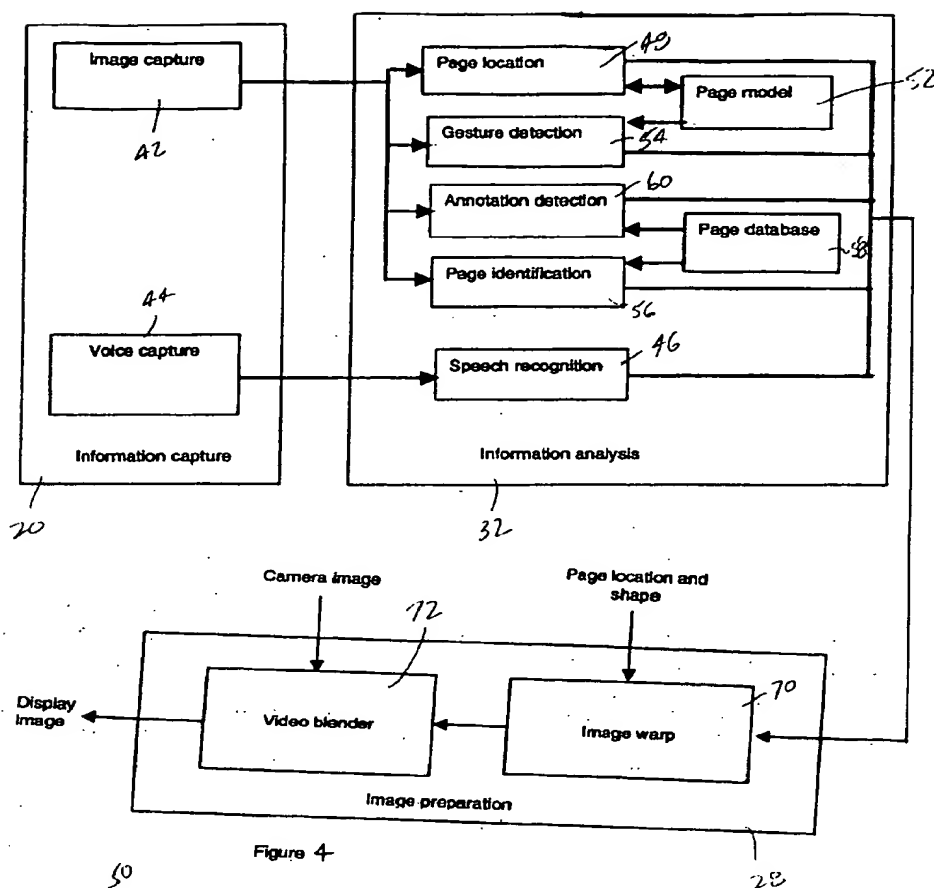 Image capture
42
44
Voice capture
Information capture
20
Page location
Page model
52
Gesture detection
54
Annotation detection
60
Page database
58
Page identification
56
Speech recognition
46
Information analysis
32
Camera image
Page location and
shape
72
70
Display
Image
Video blender
Image warp
Image preparation
Figure 4
50
28